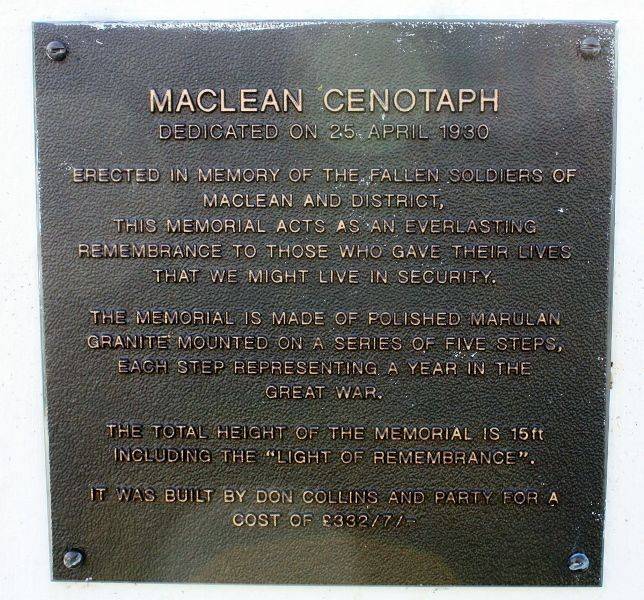 MACLEAN CENOTAPH
DEDICATED ON 25 APRIL 1930
ERECTED IN MEMORY OF THE FALLEN SOLDIERS OF
MACLEAN AND DISTRICT,
THIS MEMORIAL ACTS AS AN EVERLASTING
REMEMBRANCE TO THOSE WHO GAVE THEIR LIVES
THAT WE MIGHT LIVE IN SECURITY.
THE MEMORIAL IS MADE OF POLISHED MARULAN
GRANITE MOUNTED ON A SERIES OF FIVE STEPS,
EACH STEP REPRESENTING A YEAR IN THE
GREAT WAR.
THE TOTAL HEIGHT OF THE MEMORIAL IS 15ft
INCLUDING THE “LIGHT OF REMEMBRANCE”.
IT WAS BUILT BY DON COLLINS AND PARTY FOR A
COST OF £332/7/-